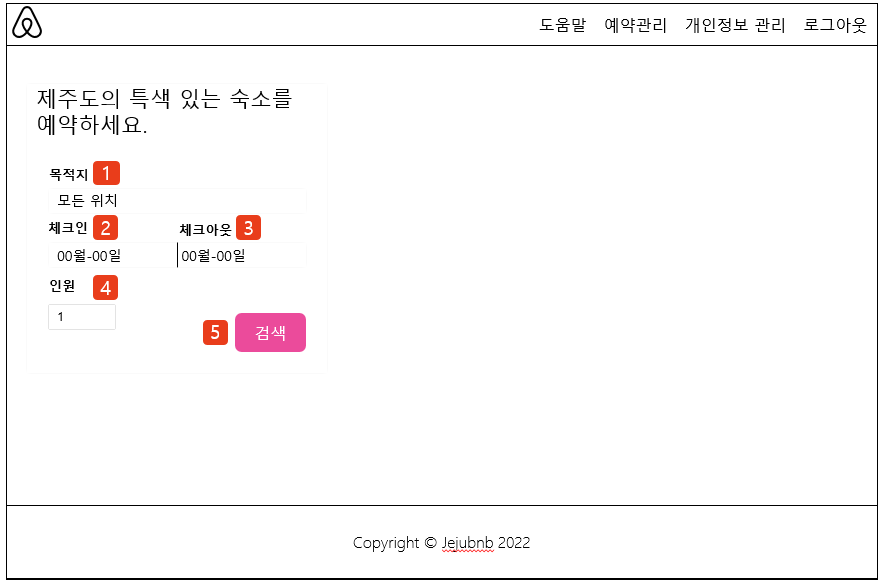 도움말 예약관리 개인정보 관리 로그아웃
제주도의 특색 있는 숙소를
예약하세요.
목적지 1
모든 위치
체크인 2 체크아웃 3
00월-00일 00월-00일
인원 4
1
5 검색
Copyright © Jejubnb 2022